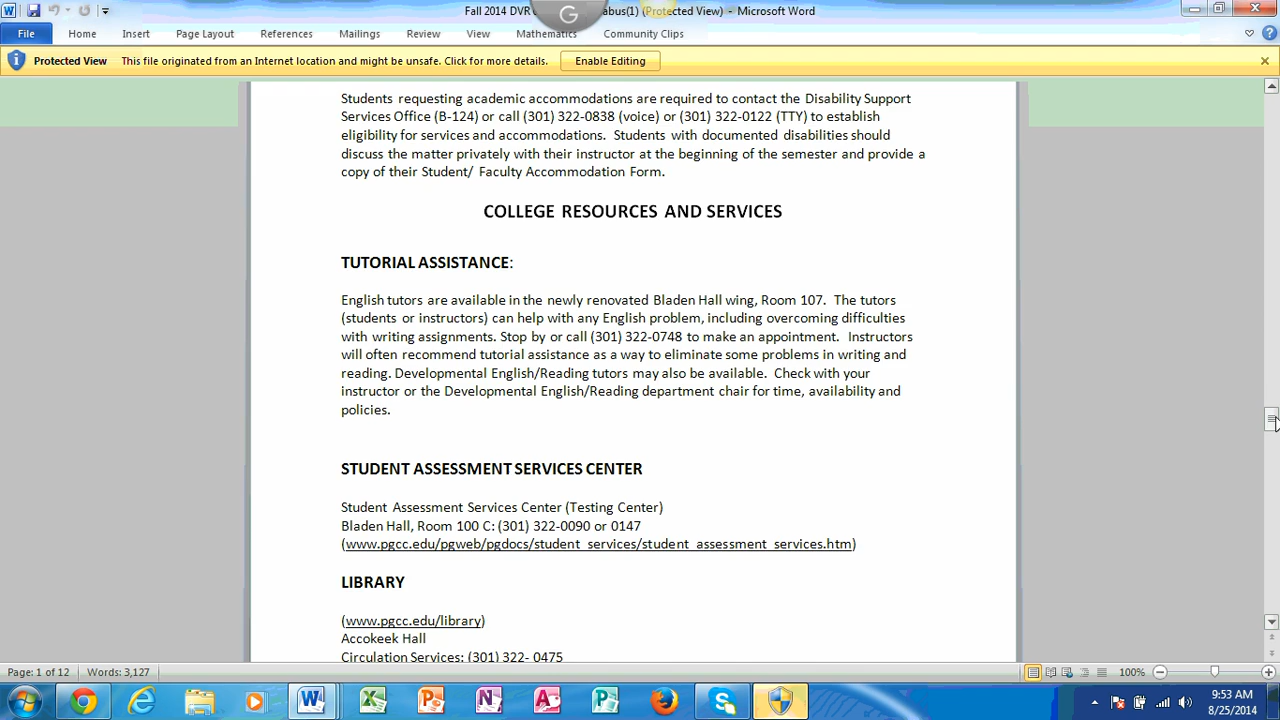 Fall 2014 DVR
abus(1) (Protected View) - Microsoft Word
G
File Home Insert Page Layout References Mailings Review View Mathematics Community Clips
Protected View This file originated from an Internet location and might be unsafe. Click for more details. Enable Editing
Students requesting academic accommodations are required to contact the Disability Support
Services Office (B-124) or call (301) 322-0838 (voice) or (301) 322-0122 (TTY) to establish
eligibility for services and accommodations. Students with documented disabilities should
discuss the matter privately with their instructor at the beginning of the semester and provide a
copy of their Student/ Faculty Accommodation Form.
COLLEGE RESOURCES AND SERVICES
TUTORIAL ASSISTANCE:
English tutors are available in the newly renovated Bladen Hall wing, Room 107. The tutors
(students or instructors) can help with any English problem, including overcoming difficulties
with writing assignments. Stop by or call (301) 322-0748 to make an appointment. Instructors
will often recommend tutorial assistance as a way to eliminate some problems in writing and
reading. Developmental English/Reading tutors may also be available. Check with your
instructor or the Developmental English/Reading department chair for time, availability and
policies.
STUDENT ASSESSMENT SERVICES CENTER
Student Assessment Services Center (Testing Center)
Bladen Hall, Room 100 C: (301) 322-0090 or 0147
(www.pgcc.edu/pgweb/pgdocs/student_services/student_assessment_services.htm)
LIBRARY
(www.pgcc.edu/library)
Accokeek Hall
Circulation Services: (301) 322- 0475
Page: 1 of 12 Words: 3,127 100%
9:53 AM
8/25/2014